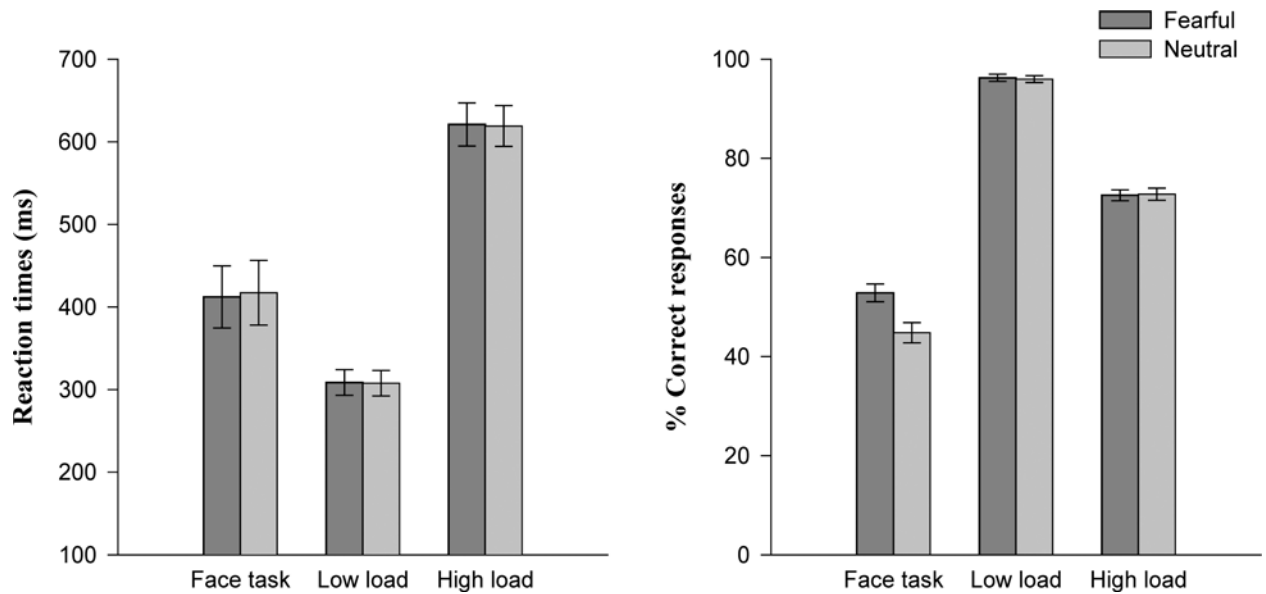 Fearful
Neutral
Reaction times (ms)
700
600
500
400
300
200
100
Face task Low load High load
% Correct responses
100
80
60
40
20
0
Face task Low load High load